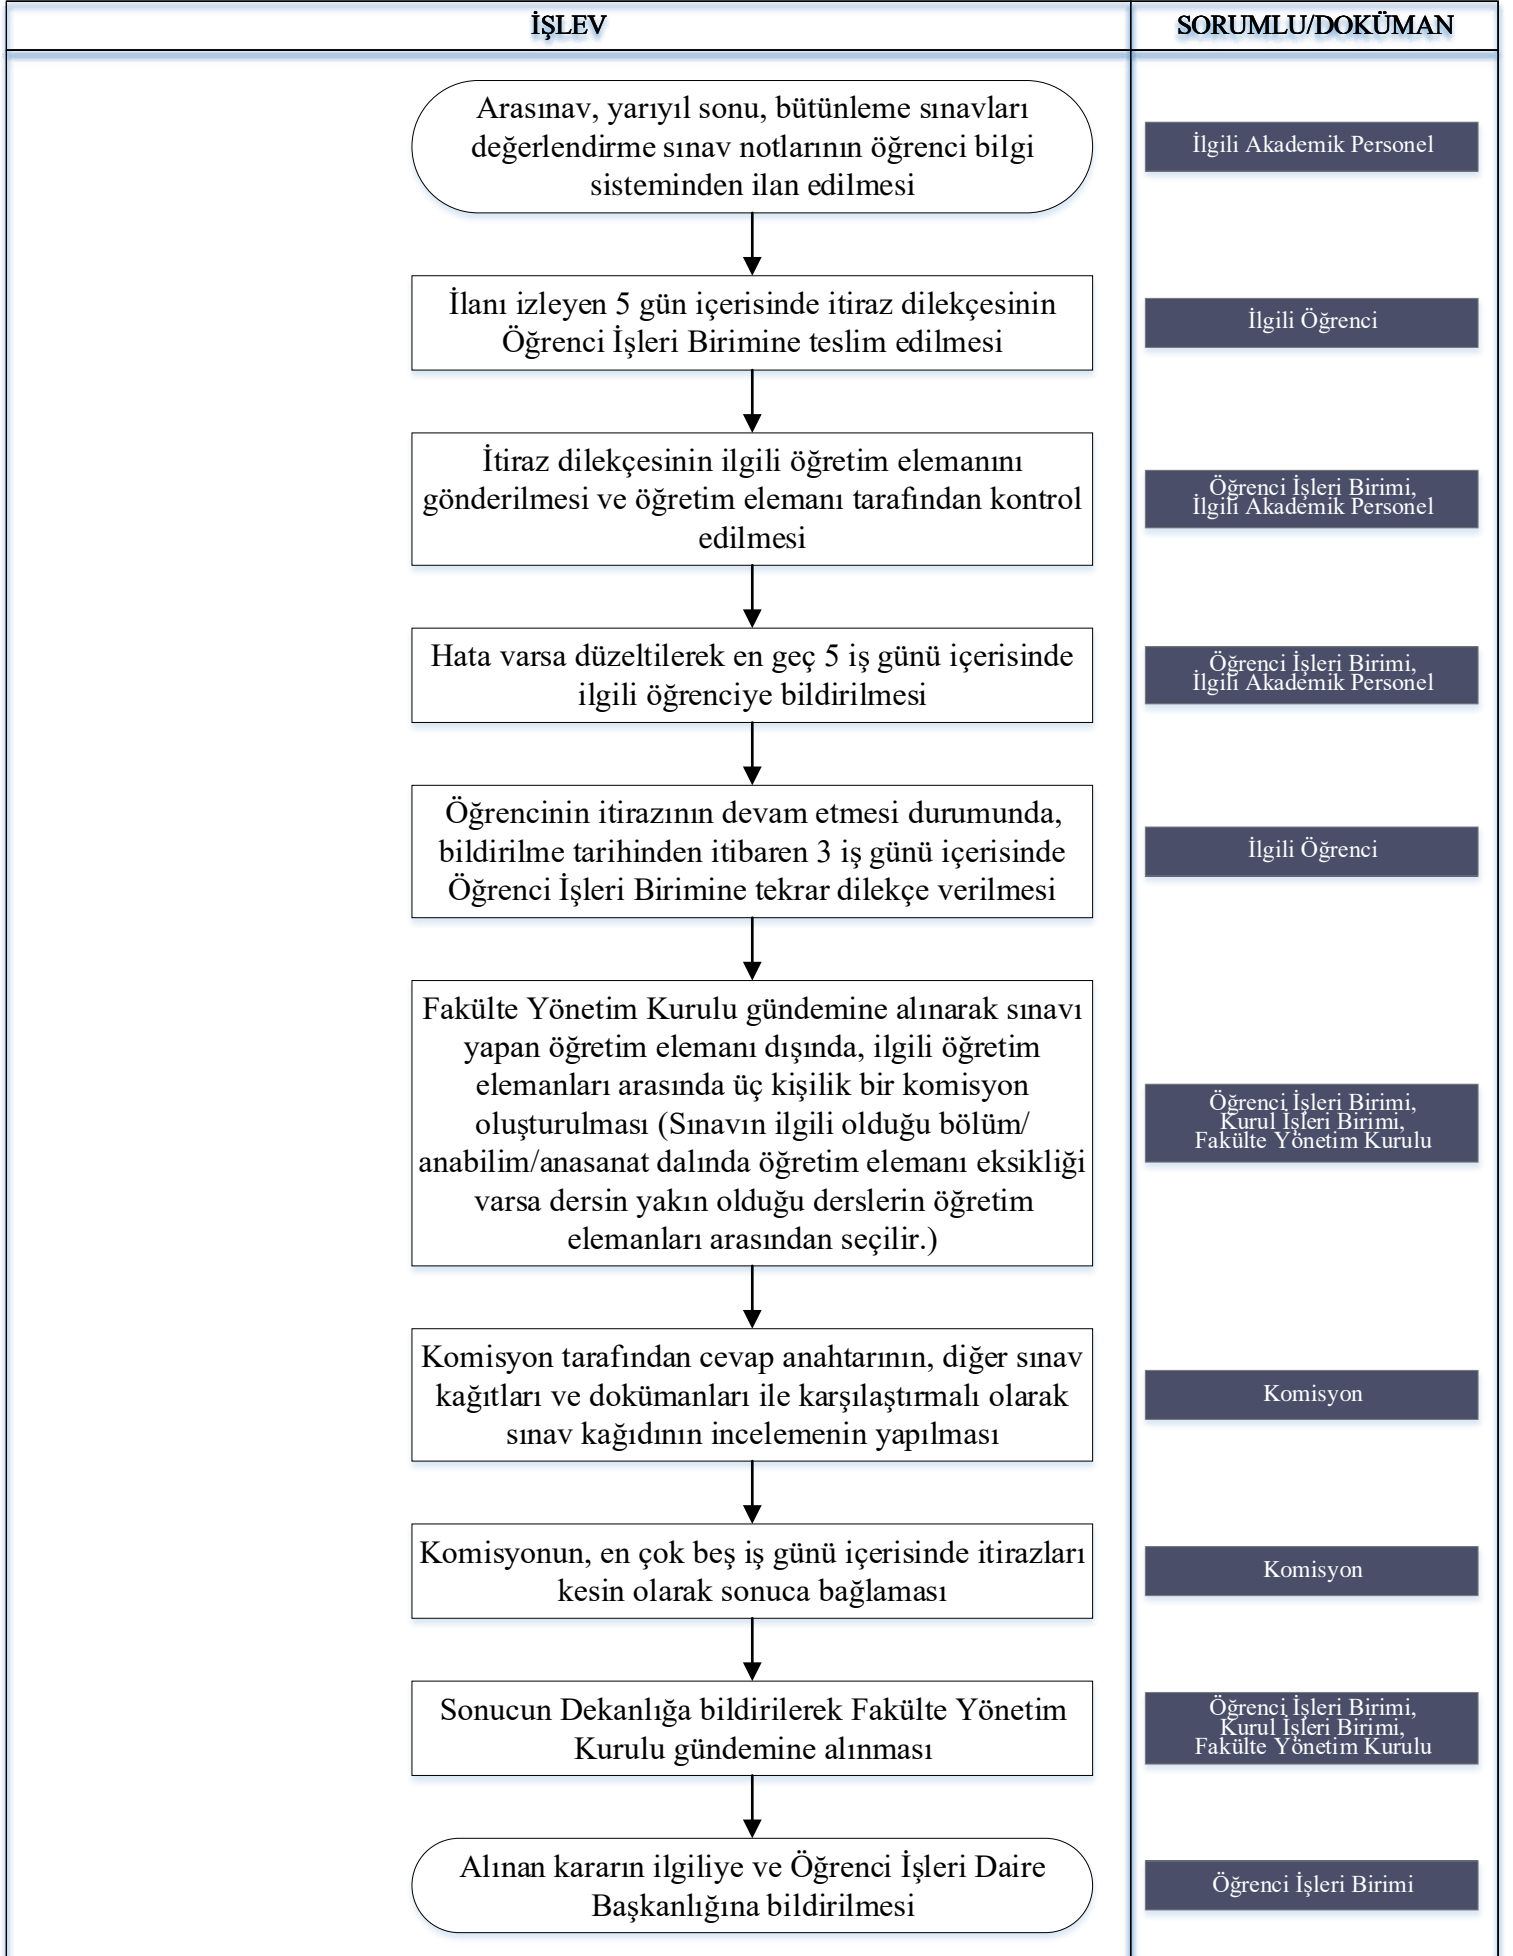 İŞLEV
SORUMLU/DOKÜMAN
Arasınav, yarıyıl sonu, bütünleme sınavları
değerlendirme sınav notlarının öğrenci bilgi
sisteminden ilan edilmesi
İlgili Akademik Personel
İlanı izleyen 5 gün içerisinde itiraz dilekçesinin
Öğrenci İşleri Birimine teslim edilmesi
İlgili Öğrenci
İtiraz dilekçesinin ilgili öğretim elemanını
gönderilmesi ve öğretim elemanı tarafından kontrol
edilmesi
Öğrenci İşleri Birimi,
İlgili Akademik Personel
Hata varsa düzeltilerek en geç 5 iş günü içerisinde
ilgili öğrenciye bildirilmesi
Öğrenci İşleri Birimi,
İlgili Akademik Personel
Öğrencinin itirazının devam etmesi durumunda,
bildirilme tarihinden itibaren 3 iş günü içerisinde
Öğrenci İşleri Birimine tekrar dilekçe verilmesi
İlgili Öğrenci
Fakülte Yönetim Kurulu gündemine alınarak sınavı
yapan öğretim elemanı dışında, ilgili öğretim
elemanları arasında üç kişilik bir komisyon
oluşturulması (Sınavın ilgili olduğu bölüm/
anabilim/anasanat dalında öğretim elemanı eksikliği
varsa dersin yakın olduğu derslerin öğretim
elemanları arasından seçilir.)
Öğrenci İşleri Birimi,
Kurul İşleri Birimi,
Fakülte Yönetim Kurulu
Komisyon tarafından cevap anahtarının, diğer sınav
kağıtları ve dokümanları ile karşılaştırmalı olarak
sınav kağıdının incelemenin yapılması
Komisyon
Komisyonun, en çok beş iş günü içerisinde itirazları
kesin olarak sonuca bağlaması
Komisyon
Sonucun Dekanlığa bildirilerek Fakülte Yönetim
Kurulu gündemine alınması
Öğrenci İşleri Birimi,
Kurul İşleri Birimi,
Fakülte Yönetim Kurulu
Alınan kararın ilgiliye ve Öğrenci İşleri Daire
Başkanlığına bildirilmesi
Öğrenci İşleri Birimi